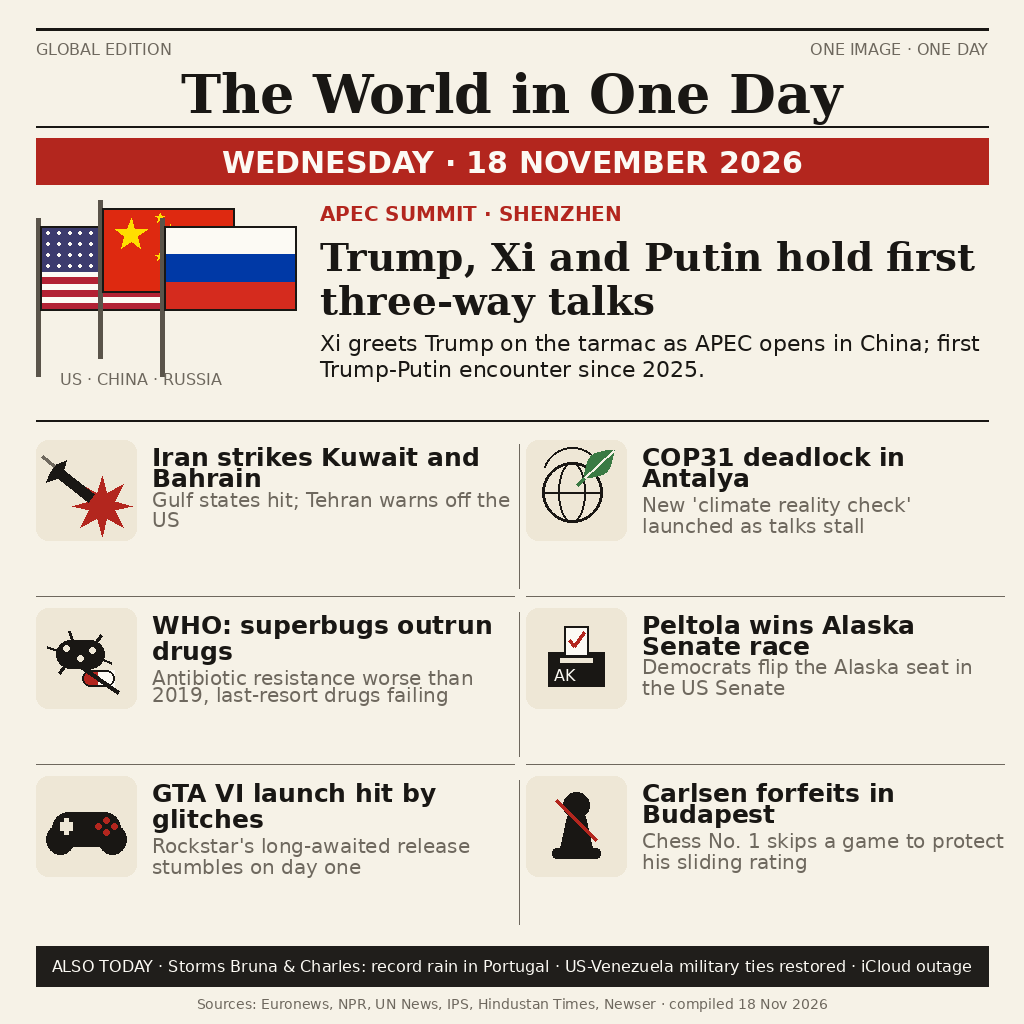 GLOBAL EDITION
ONE IMAGE · ONE DAY
The World in One Day
WEDNESDAY · 18 NOVEMBER 2026
APEC SUMMIT · SHENZHEN
Trump, Xi and Putin hold first
three-way talks
Xi greets Trump on the tarmac as APEC opens in China; first
Trump-Putin encounter since 2025.
US · CHINA · RUSSIA
Iran strikes Kuwait and
Bahrain
Gulf states hit; Tehran warns off the
US
COP31 deadlock in
Antalya
New 'climate reality check'
launched as talks stall
WHO: superbugs outrun
drugs
Antibiotic resistance worse than
2019, last-resort drugs failing
AK
Peltola wins Alaska
Senate race
Democrats flip the Alaska seat in
the US Senate
GTA VI launch hit by
glitches
Rockstar's long-awaited release
stumbles on day one
Carlsen forfeits in
Budapest
Chess No. 1 skips a game to protect
his sliding rating
ALSO TODAY · Storms Bruna & Charles: record rain in Portugal · US-Venezuela military ties restored · iCloud outage
Sources: Euronews, NPR, UN News, IPS, Hindustan Times, Newser · compiled 18 Nov 2026